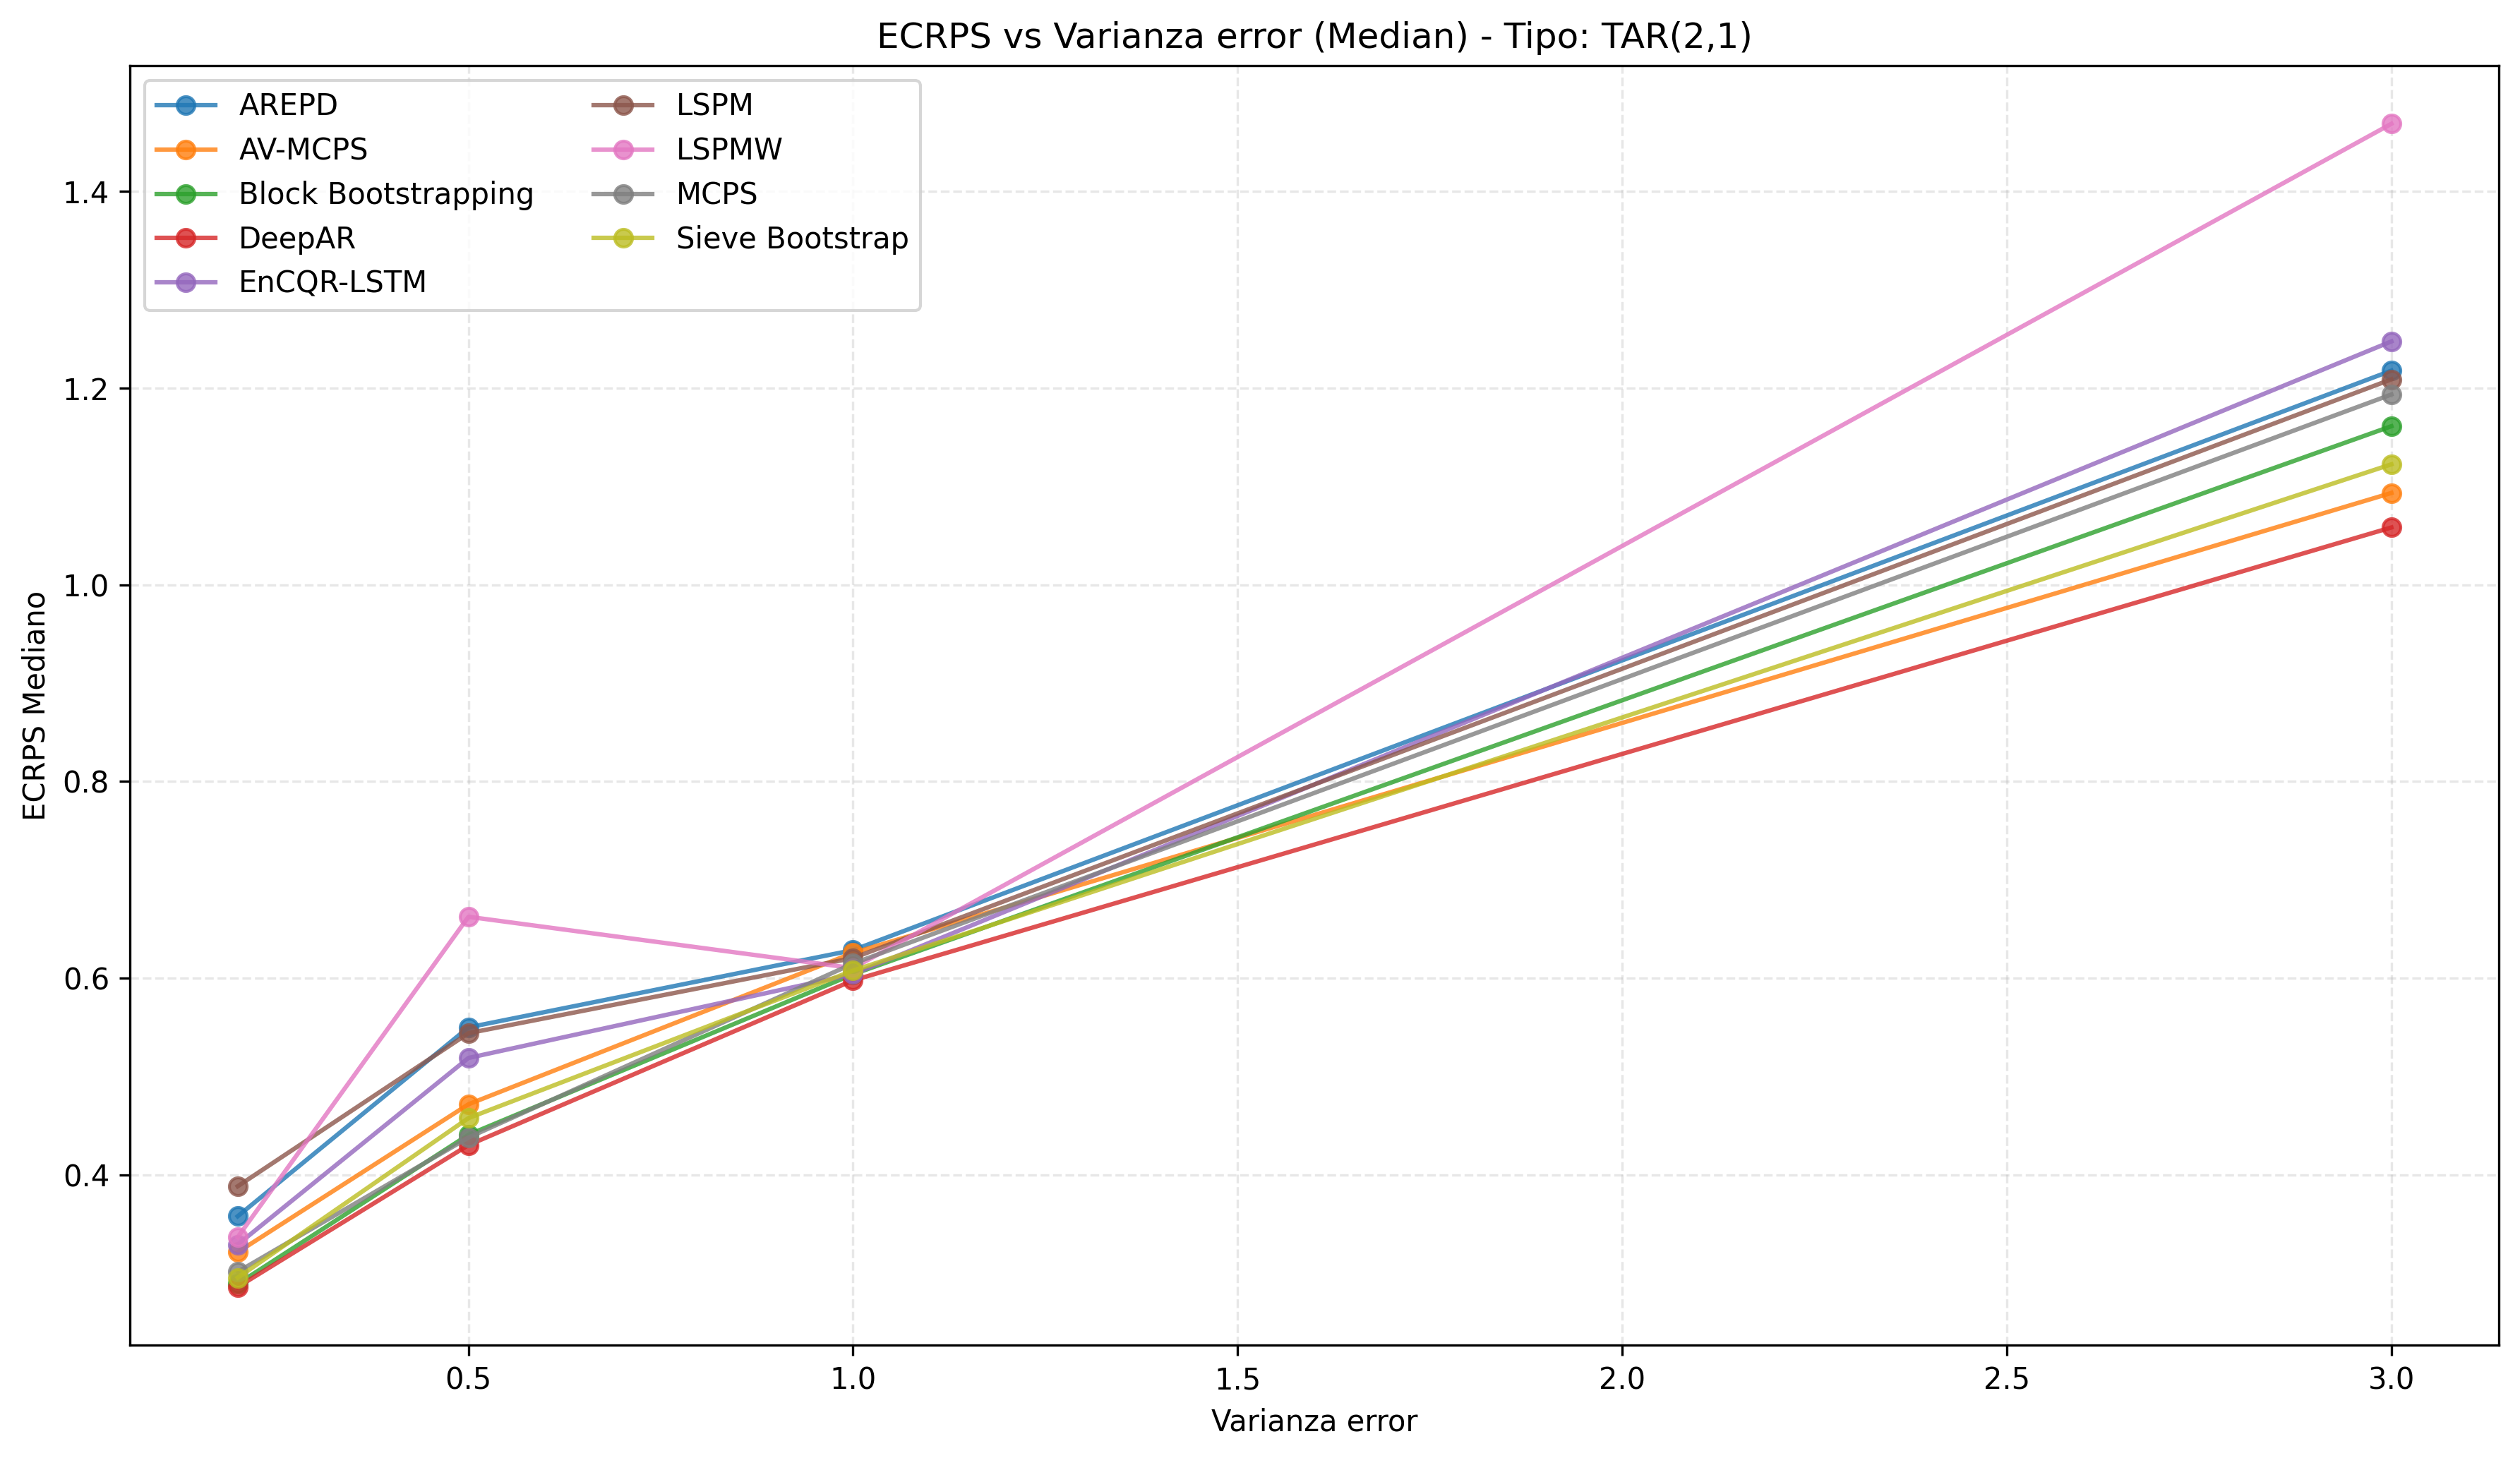 ECRPS vs Varianza error (Median) - Tipo: TAR(2,1)
AREPD
AV-MCPS
Block Bootstrapping
DeepAR
EnCQR-LSTM
LSPM
LSPMW
MCPS
Sieve Bootstrap
ECRPS Mediano
1.4
1.2
1.0
0.8
0.6
0.4
0.5
1.0
1.5
2.0
2.5
3.0
Varianza error